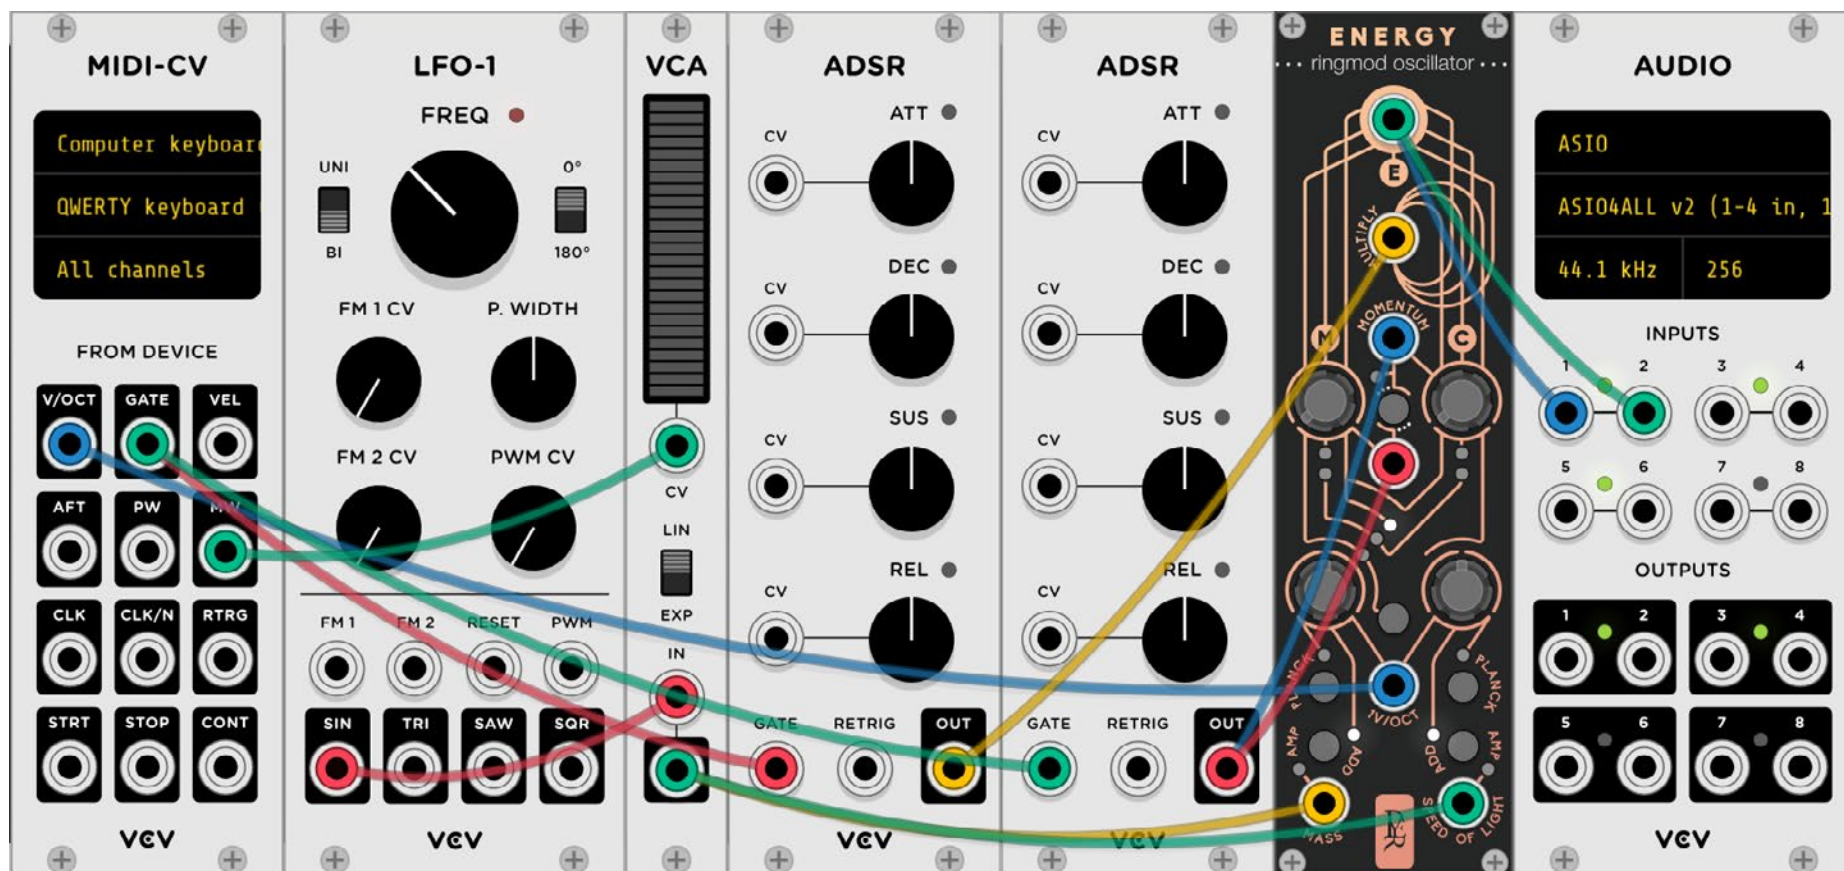 MIDI-CV
Computer keyboar
QWERTY keyboard
All channels
FROM DEVICE
V/OCT GATE VEL
AFT PW MW
CLK CLK/N RTRG
STRT STOP CONT
VCV
LFO-1
FREQ
UNI
BI
0°
180°
FM 1 CV P. WIDTH
FM 2 CV PWM CV
FM 1 FM 2 RESET PWM
SIN TRI SAW SQR
VCV
VCA
CV
LIN
EXP
IN
ADSR
ATT
CV
DEC
CV
SUS
CV
REL
CV
GATE RETRIG OUT
VCV
ADSR
ATT
CV
DEC
CV
SUS
CV
REL
CV
GATE RETRIG OUT
VCV
ENERGY
ringmod oscillator
E
MULTIPLY
MOMENTUM
M C
PLANCK PLANCK
1V/OCT
AMP ADD ADD AMP
MASS SPEED OF LIGHT
AUDIO
ASIO
ASIO4ALL v2 (1-4 in, 1
44.1 kHz 256
INPUTS
1 2 3 4
5 6 7 8
OUTPUTS
1 2 3 4
5 6 7 8
VCV